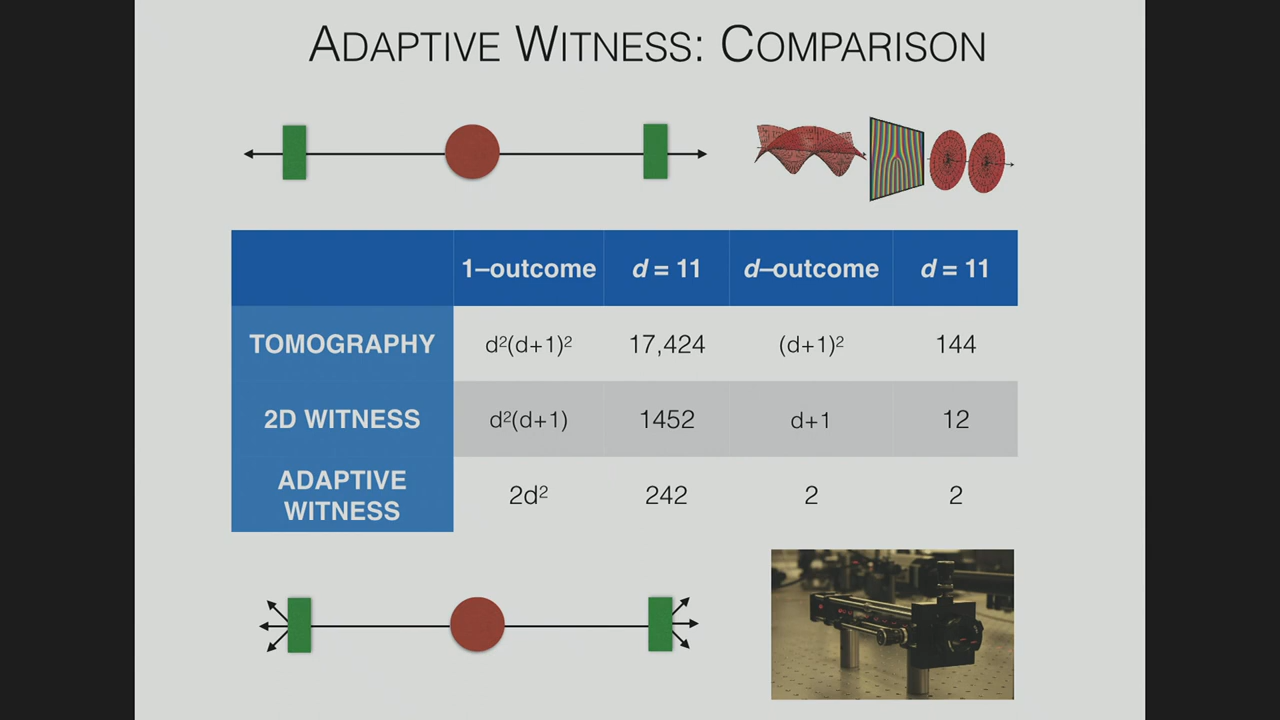 ADAPTIVE WITNESS: COMPARISON
1–outcome d = 11 d–outcome d = 11
TOMOGRAPHY d²(d+1)² 17,424 (d+1)² 144
2D WITNESS d²(d+1) 1452 d+1 12
ADAPTIVE
WITNESS 2d² 242 2 2